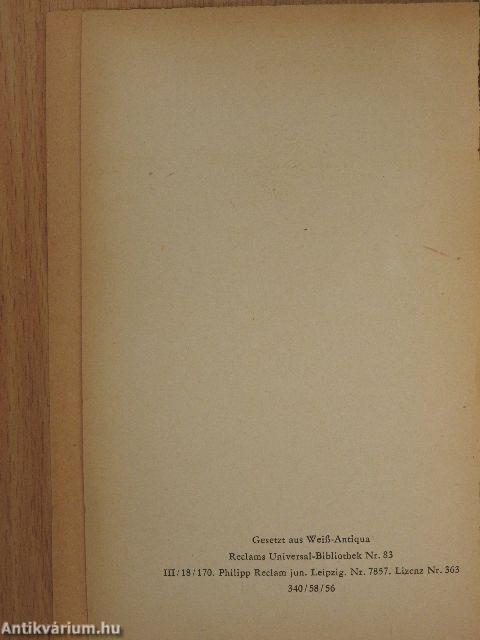 Gesetzt aus Weiß-Antiqua
Reclams Universal-Bibliothek Nr. 83
III/18/170. Philipp Reclam jun. Leipzig. Nr. 7857. Lizenz Nr. 363
340/58/56
Antikvárium.hu